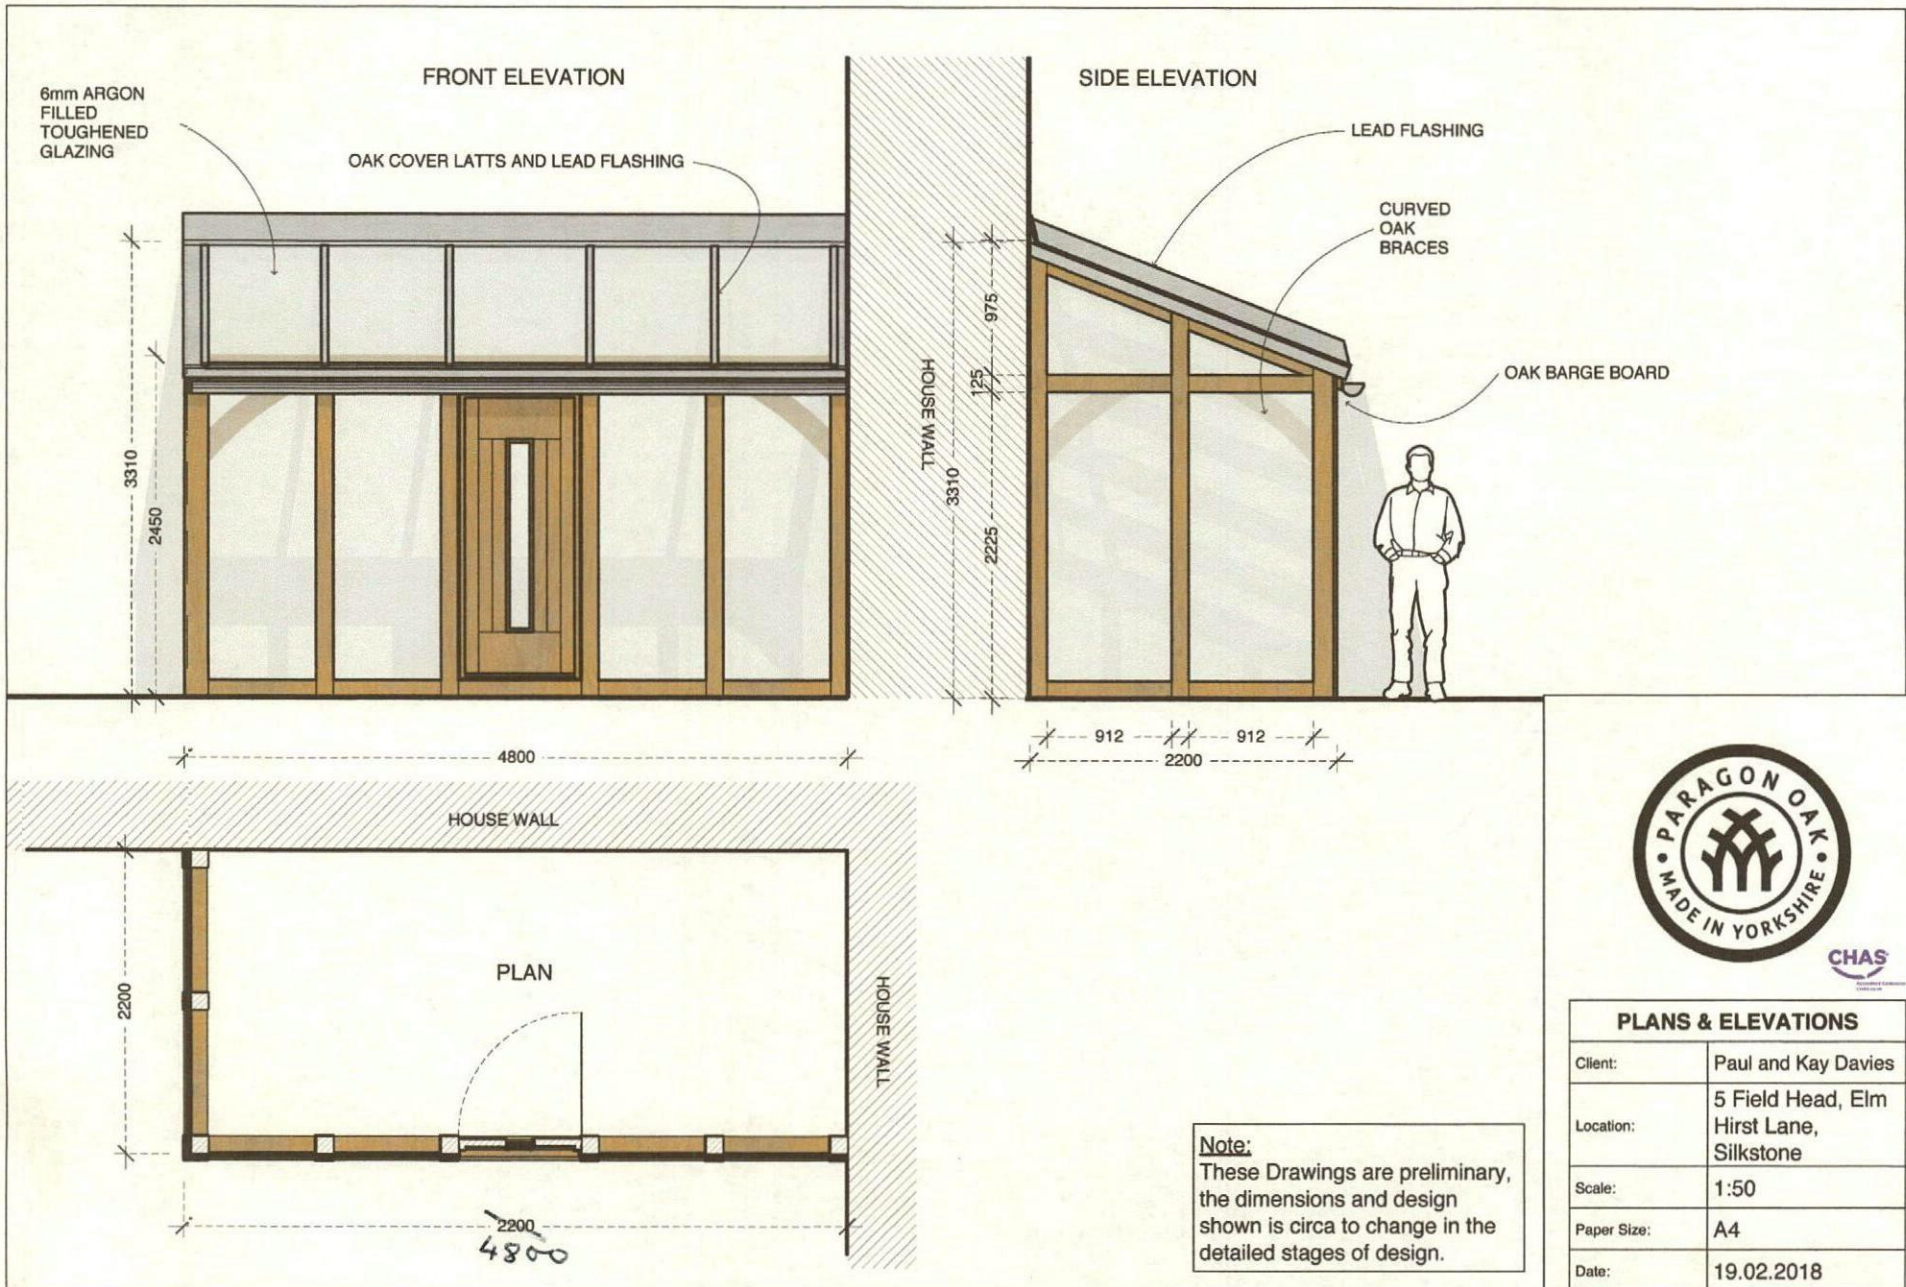 FRONT ELEVATION
6mm ARGON
FILLED
TOUGHENED
GLAZING
OAK COVER LATTS AND LEAD FLASHING
3310
2450
4800
SIDE ELEVATION
LEAD FLASHING
CURVED
OAK
BRACES
OAK BARGE BOARD
HOUSE WALL
3310
975
125
2225
912
912
2200
HOUSE WALL
PLAN
2200
HOUSE WALL
2200
4800
Note:
These Drawings are preliminary,
the dimensions and design
shown is circa to change in the
detailed stages of design.
PARAGON OAK
MADE IN YORKSHIRE
CHAS
PLANS & ELEVATIONS
Client: Paul and Kay Davies
Location: 5 Field Head, Elm
Hirst Lane,
Silkstone
Scale: 1:50
Paper Size: A4
Date: 19.02.2018